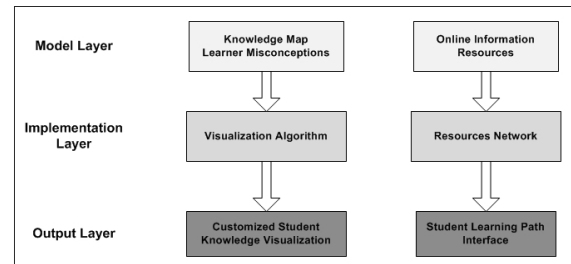 Model Layer
Knowledge Map
Learner Misconceptions
Online Information
Resources
Implementation
Layer
Visualization Algorithm
Resources Network
Output Layer
Customized Student
Knowledge Visualization
Student Learning Path
Interface